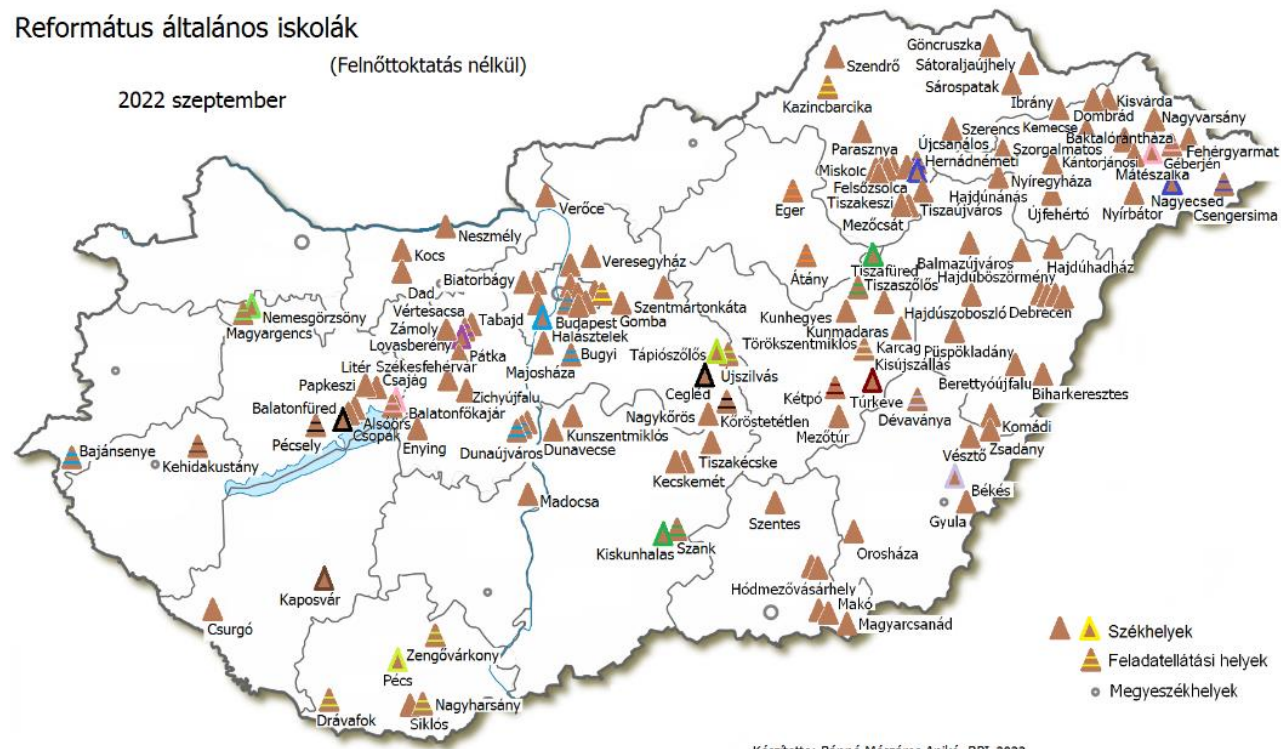 Református általános iskolák
(Felnőttoktatás nélkül)
2022 szeptember
Göncruszka
Szendrő
Sátoraljaújhely
Sárospatak
Kazincbarcika
Ibrány
Kisvárda
Dombrád
Nagyvarsány
Szerencs
Kemecse
Parasznya
Újcsanálos
Baktalórántháza
Szorgalmatos
Fehérgyarmat
Hernádnémeti
Kántorjánosi
Géberjén
Miskolc
Mátészalka
Felsőzsolca
Nyíregyháza
Tiszakeszi
Hajdúnánás
Nagyecsed
Eger
Verőce
Tiszaújváros
Újfehértó
Nyírbátor
Csengersima
Mezőcsát
Neszmély
Kocs
Veresegyház
Átány
Balmazújváros
Hajdúhadház
Tiszafüred
Hajdúböszörmény
Biatorbágy
Dad
Tiszaszőlős
Szentmártonkáta
Vértesacsa
Nemesgörzsöny
Tabajd
Budapest
Gomba
Kunhegyes
Hajdúszoboszló
Debrecen
Magyargencs
Zámoly
Halásztelek
Kunmadaras
Lovasberény
Törökszentmiklós
Karcag
Püspökladány
Pátka
Majosháza
Bugyi
Tápiószőlős
Kisújszállás
Litér
Székesfehérvár
Újszilvás
Papkeszi
Csajág
Cegléd
Berettyóújfalu
Zichyújfalu
Kétpó
Túrkeve
Biharkeresztes
Balatonfüred
Balatonfőkajár
Nagykőrös
Kőröstetétlen
Dévaványa
Alsóörs
Mezőtúr
Komádi
Pécsely
Csopak
Kunszentmiklós
Bajánsenye
Kehidakustány
Enying
Dunaújváros
Dunavecse
Zsadány
Tiszakécske
Vésztő
Kecskemét
Békés
Madocsa
Szentes
Gyula
Kiskunhalas
Szank
Orosháza
Hódmezővásárhely
Kaposvár
Makó
Csurgó
Magyarcsanád
Székhelyek
Zengővárkony
Feladatellátási helyek
Pécs
Megyeszékhelyek
Drávafok
Nagyharsány
Siklós